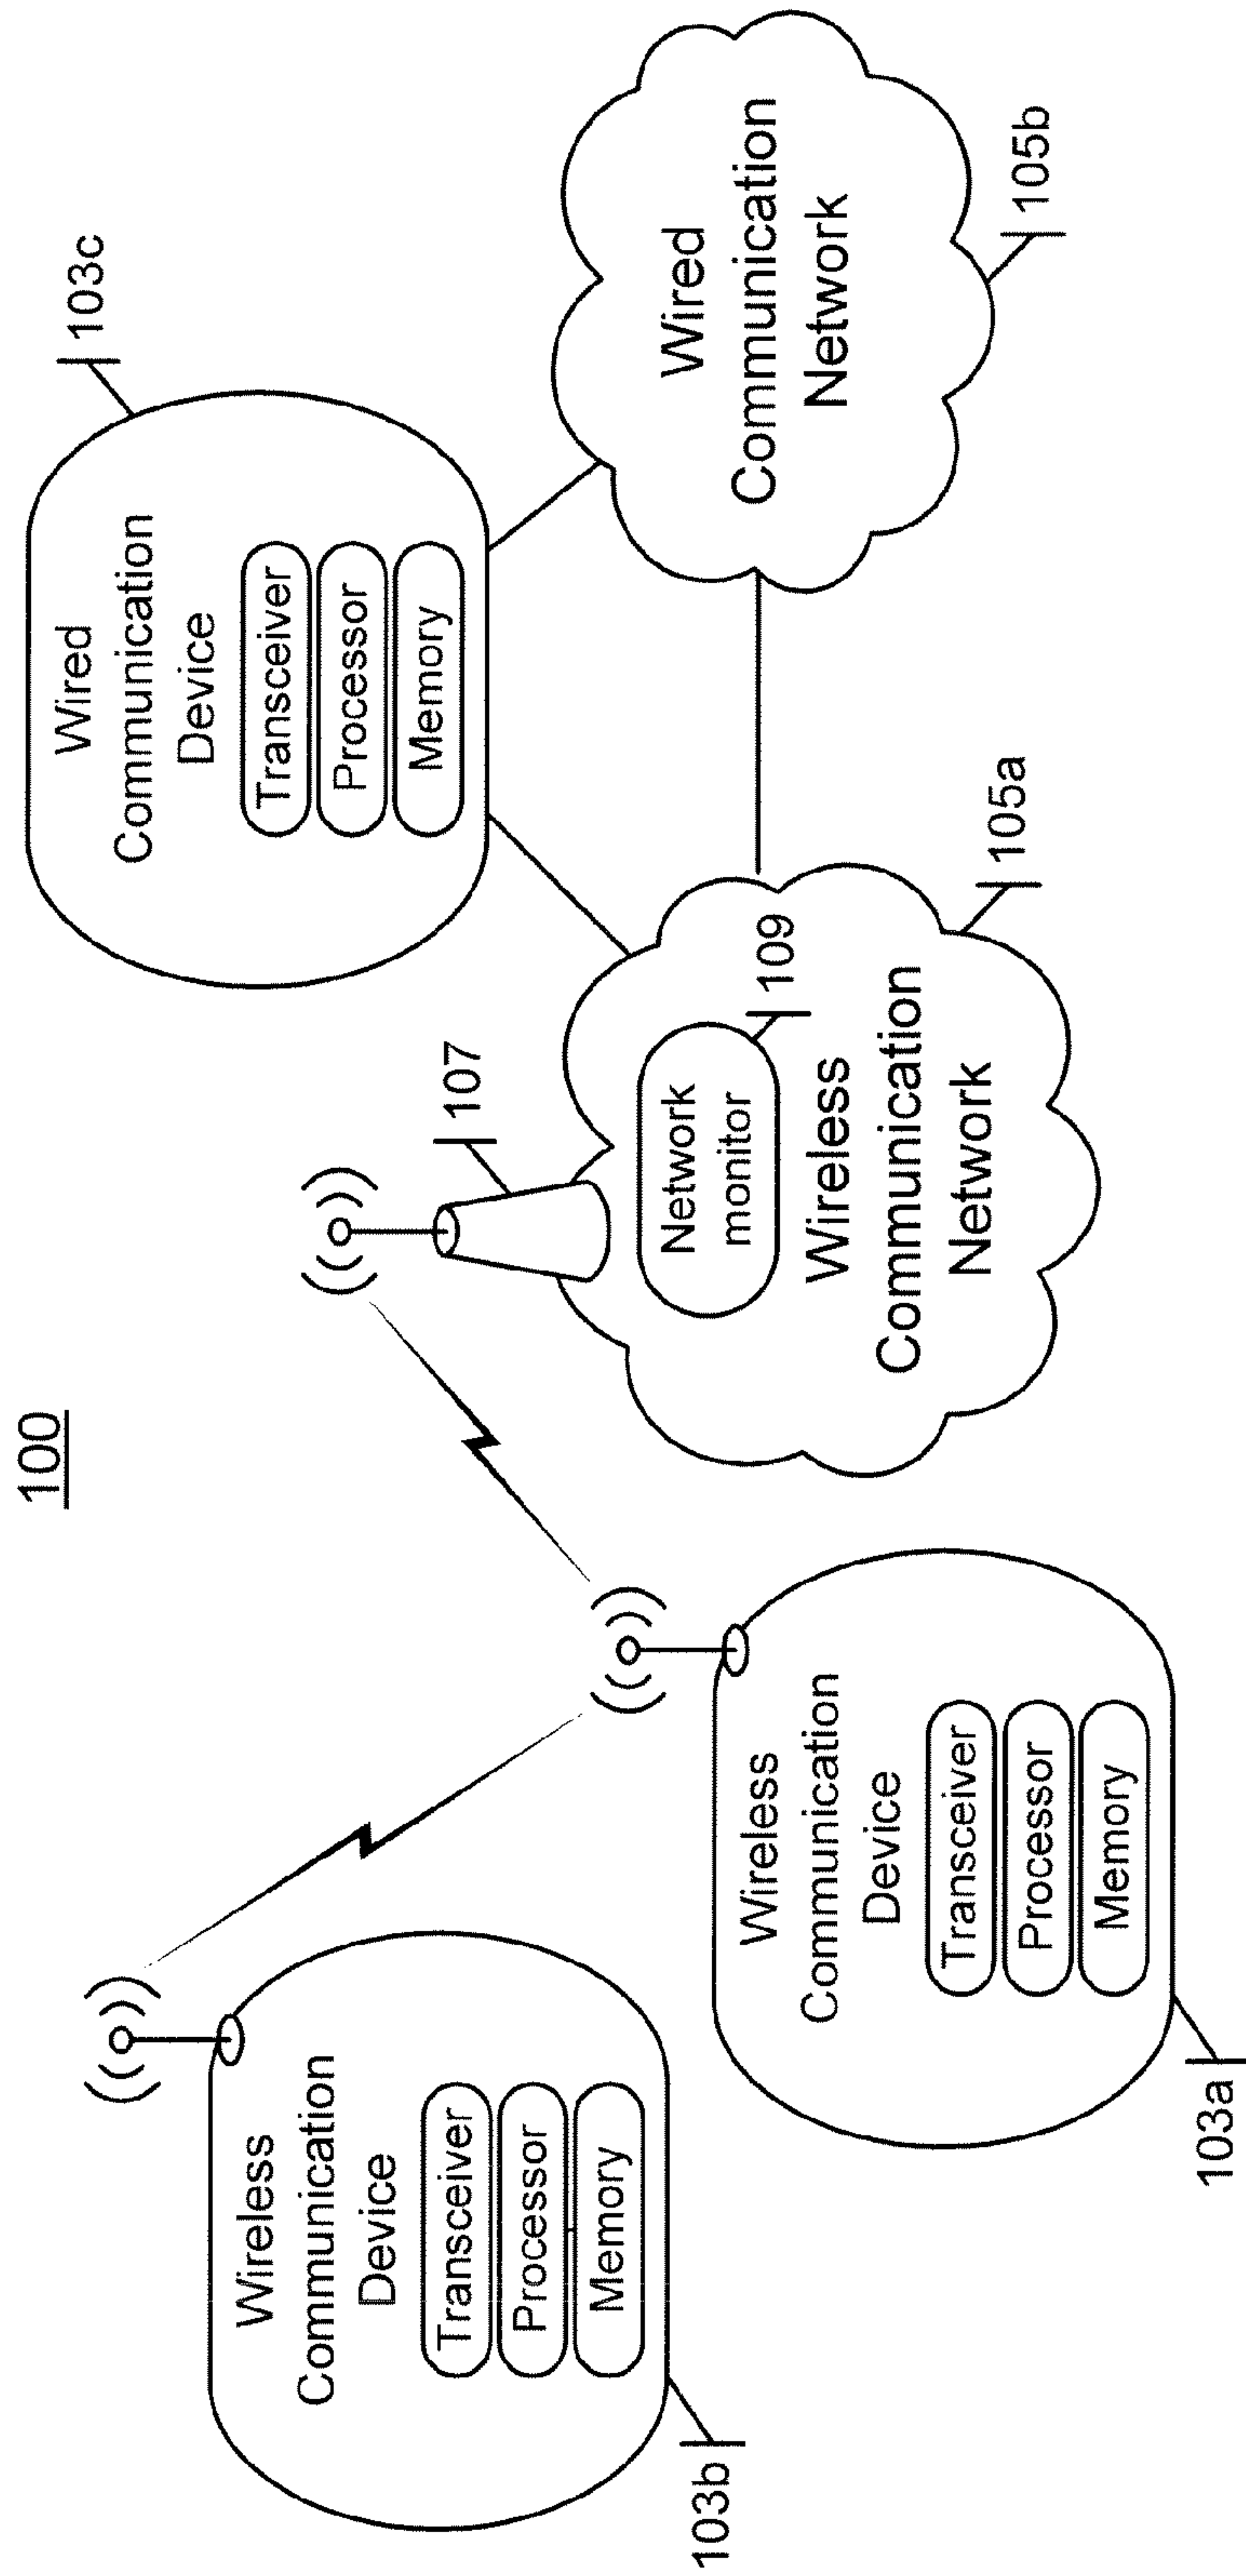 100
Wireless
Communication
Device
Transceiver
Processor
Memory
103b
Wireless
Communication
Device
Transceiver
Processor
Memory
103a
107
Network
monitor
109
Wireless
Communication
Network
105a
Wired
Communication
Device
Transceiver
Processor
Memory
103c
Wired
Communication
Network
105b